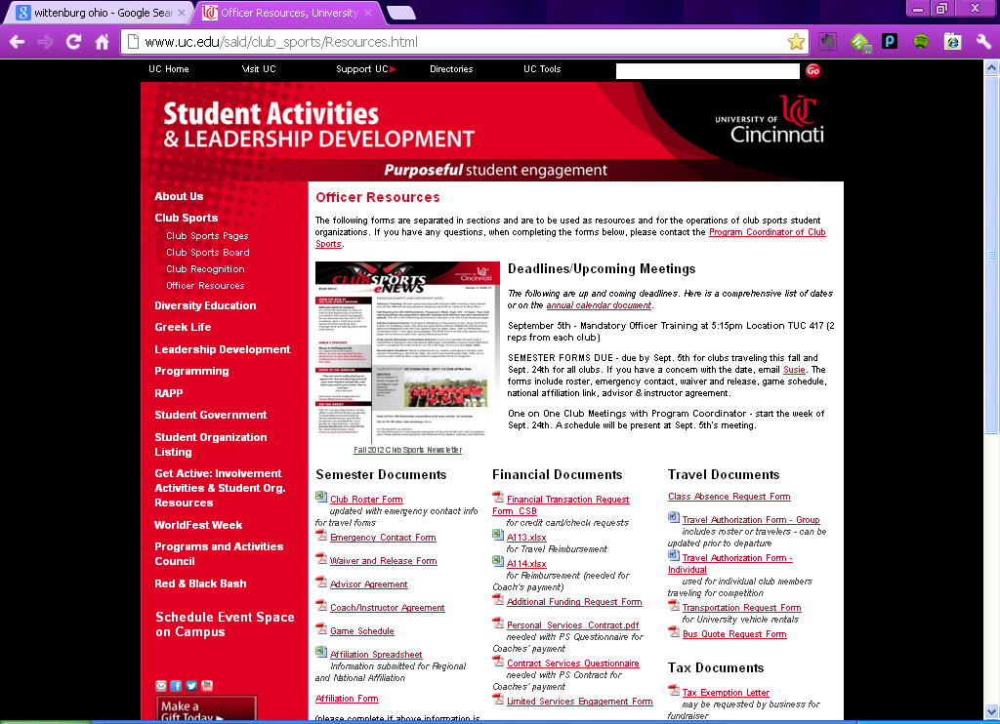 wittenburg ohio - Google Sear
Officer Resources, University
www.uc.edu/sald/club_sports/Resources.html
UC Home
Visit UC
Support UC
Directories
UC Tools
Go
Student Activities
& LEADERSHIP DEVELOPMENT
UNIVERSITY OF
Cincinnati
Purposeful student engagement
About Us
Club Sports
Club Sports Pages
Club Sports Board
Club Recognition
Officer Resources
Diversity Education
Greek Life
Leadership Development
Programming
RAPP
Student Government
Student Organization
Listing
Get Active: Involvement
Activities & Student Org.
Resources
WorldFest Week
Programs and Activities
Council
Red & Black Bash
Schedule Event Space
on Campus
Make a
Gift Today
Officer Resources
The following forms are separated in sections and are to be used as resources and for the operations of club sports student
organizations. If you have any questions, when completing the forms below, please contact the Program Coordinator of Club
Sports.
CLUB SPORTS
eNEWS
UNIVERSITY OF
Cincinnati
Fall 2012
Fall 2012 Club Sports Newsletter
Deadlines/Upcoming Meetings
The following are up and coming deadlines. Here is a comprehensive list of dates
or on the annual calendar document.
September 5th - Mandatory Officer Training at 5:15pm Location TUC 417 (2
reps from each club)
SEMESTER FORMS DUE - due by Sept. 5th for clubs traveling this fall and
Sept. 24th for all clubs. If you have a concern with the date, email Susie. The
forms include roster, emergency contact, waiver and release, game schedule,
national affiliation link, advisor & instructor agreement.
One on One Club Meetings with Program Coordinator - start the week of
Sept. 24th. A schedule will be present at Sept. 5th's meeting.
Semester Documents
Club Roster Form
updated with emergency contact info
for travel forms
Emergency Contact Form
Waiver and Release Form
Advisor Agreement
Coach/Instructor Agreement
Game Schedule
Affiliation Spreadsheet
Information submitted for Regional
and National Affiliation
Affiliation Form
(please complete if above information is
Financial Documents
Financial Transaction Request
Form_CSB
for credit card/check requests
A113.xlsx
for Travel Reimbursement
A114.xlsx
for Reimbursement (needed for
Coach's payment)
Additional Funding Request Form
Personal_Services_Contract.pdf
needed with PS Questionnaire for
Coaches' payment
Contract Services Questionnaire
needed with PS Contract for
Coaches' payment
Limited Services Engagement Form
Travel Documents
Class Absence Request Form
Travel Authorization Form - Group
includes roster or travelers - can be
updated prior to departure
Travel Authorization Form -
Individual
used for individual club members
traveling for competition
Transportation Request Form
for University vehicle rentals
Bus Quote Request Form
Tax Documents
Tax Exemption Letter
may be requested by business for
fundraiser